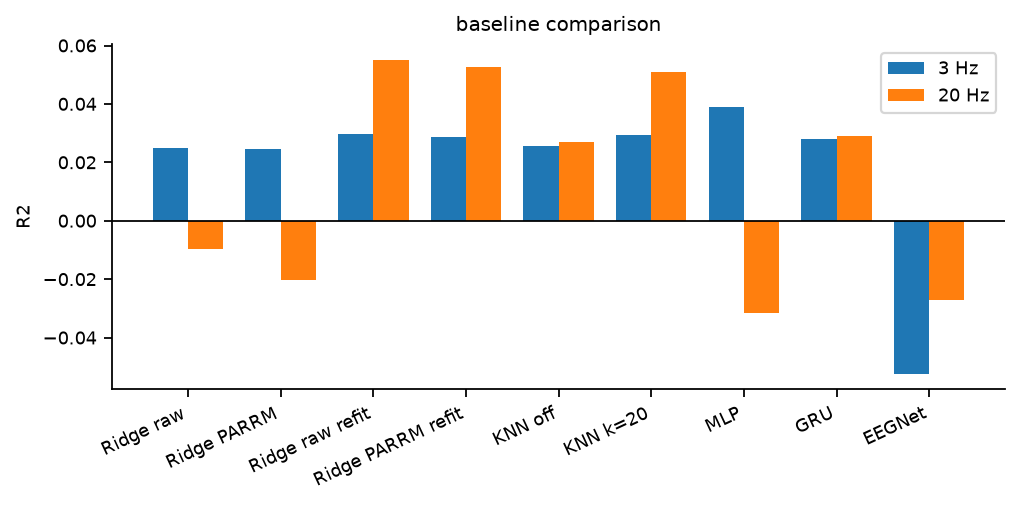 baseline comparison
3 Hz
20 Hz
R2
0.06
0.04
0.02
0.00
−0.02
−0.04
Ridge raw
Ridge PARRM
Ridge raw refit
Ridge PARRM refit
KNN off
KNN k=20
MLP
GRU
EEGNet